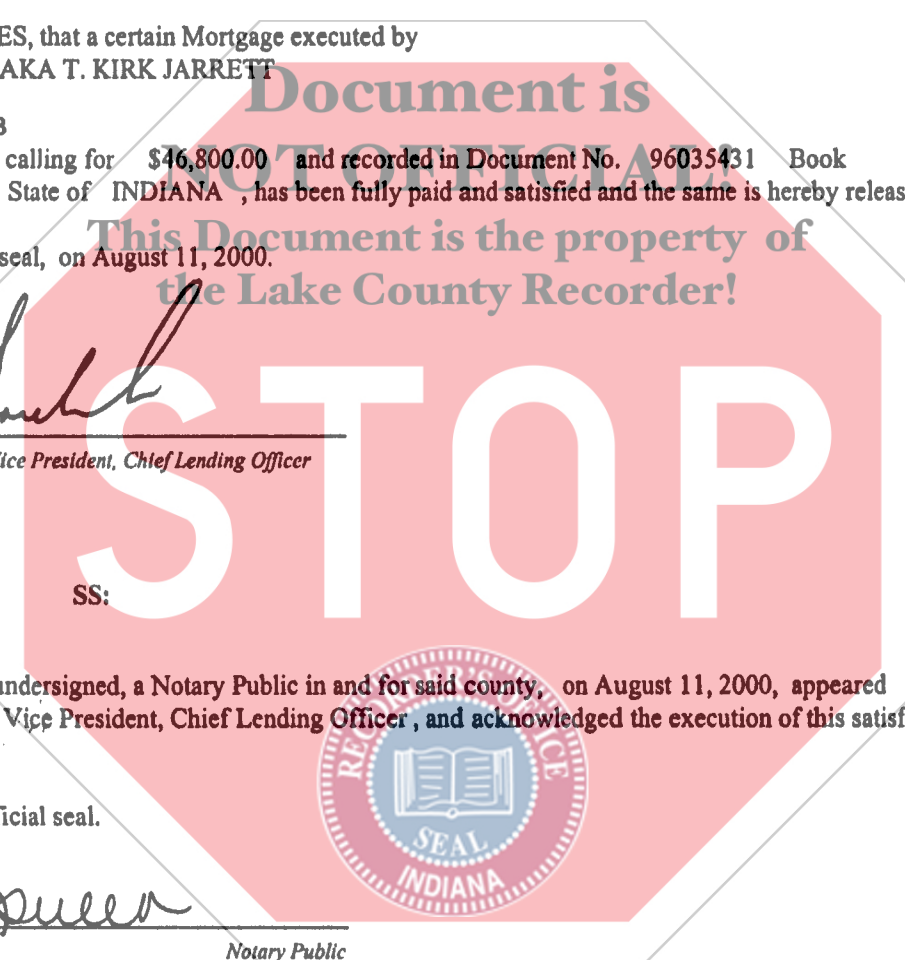 ES, that a certain Mortgage executed by
AKA T. KIRK JARRETT
Document is
calling for $46,800.00 and recorded in Document No. 96035431 Book
NOT OFFICIAL!
State of INDIANA , has been fully paid and satisfied and the same is hereby releas
This Document is the property of
seal, on August 11, 2000.
the Lake County Recorder!
STOP
Vice President, Chief Lending Officer
SS:
undersigned, a Notary Public in and for said county, on August 11, 2000, appeared
Vice President, Chief Lending Officer , and acknowledged the execution of this satisf
RECORDER'S OFFICE
SEAL
INDIANA
ficial seal.
Notary Public